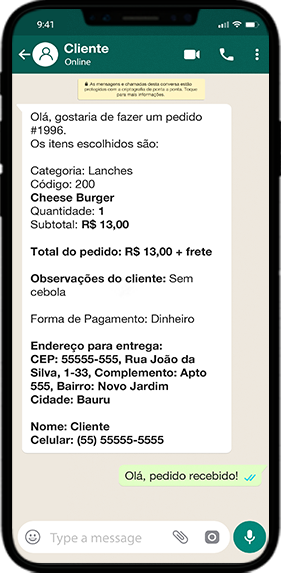 9:41
Cliente
Online
As mensagens e chamadas desta conversa estão
protegidas com a criptografia de ponta a ponta. Toque
para mais informações.
Olá, gostaria de fazer um pedido
#1996.
Os itens escolhidos são:
Categoria: Lanches
Código: 200
Cheese Burger
Quantidade: 1
Subtotal: R$ 13,00
Total do pedido: R$ 13,00 + frete
Observações do cliente: Sem
cebola
Forma de Pagamento: Dinheiro
Endereço para entrega:
CEP: 55555-555, Rua João da
Silva, 1-33, Complemento: Apto
555, Bairro: Novo Jardim
Cidade: Bauru
Nome: Cliente
Celular: (55) 55555-5555
Olá, pedido recebido!
Type a message